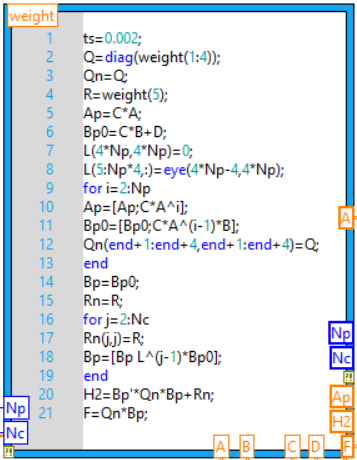 weight
1 ts=0.002;
2 Q=diag(weight(1:4));
3 Qn=Q;
4 R=weight(5);
5 Ap=C*A;
6 Bp0=C*B+D;
7 L(4*Np,4*Np)=0;
8 L(5:Np*4,:)=eye(4*Np-4,4*Np);
9 for i=2:Np
10 Ap=[Ap;C*A^i];
11 Bp0=[Bp0;C*A^(i-1)*B];
12 Qn(end+1:end+4,end+1:end+4)=Q;
13 end
14 Bp=Bp0;
15 Rn=R;
16 for j=2:Nc
17 Rn(j,j)=R;
18 Bp=[Bp L^(j-1)*Bp0];
19 end
20 H2=Bp'*Qn*Bp+Rn;
21 F=Qn*Bp;
A
Np
Nc
Ap
H2
F
Np
Nc
A B C D